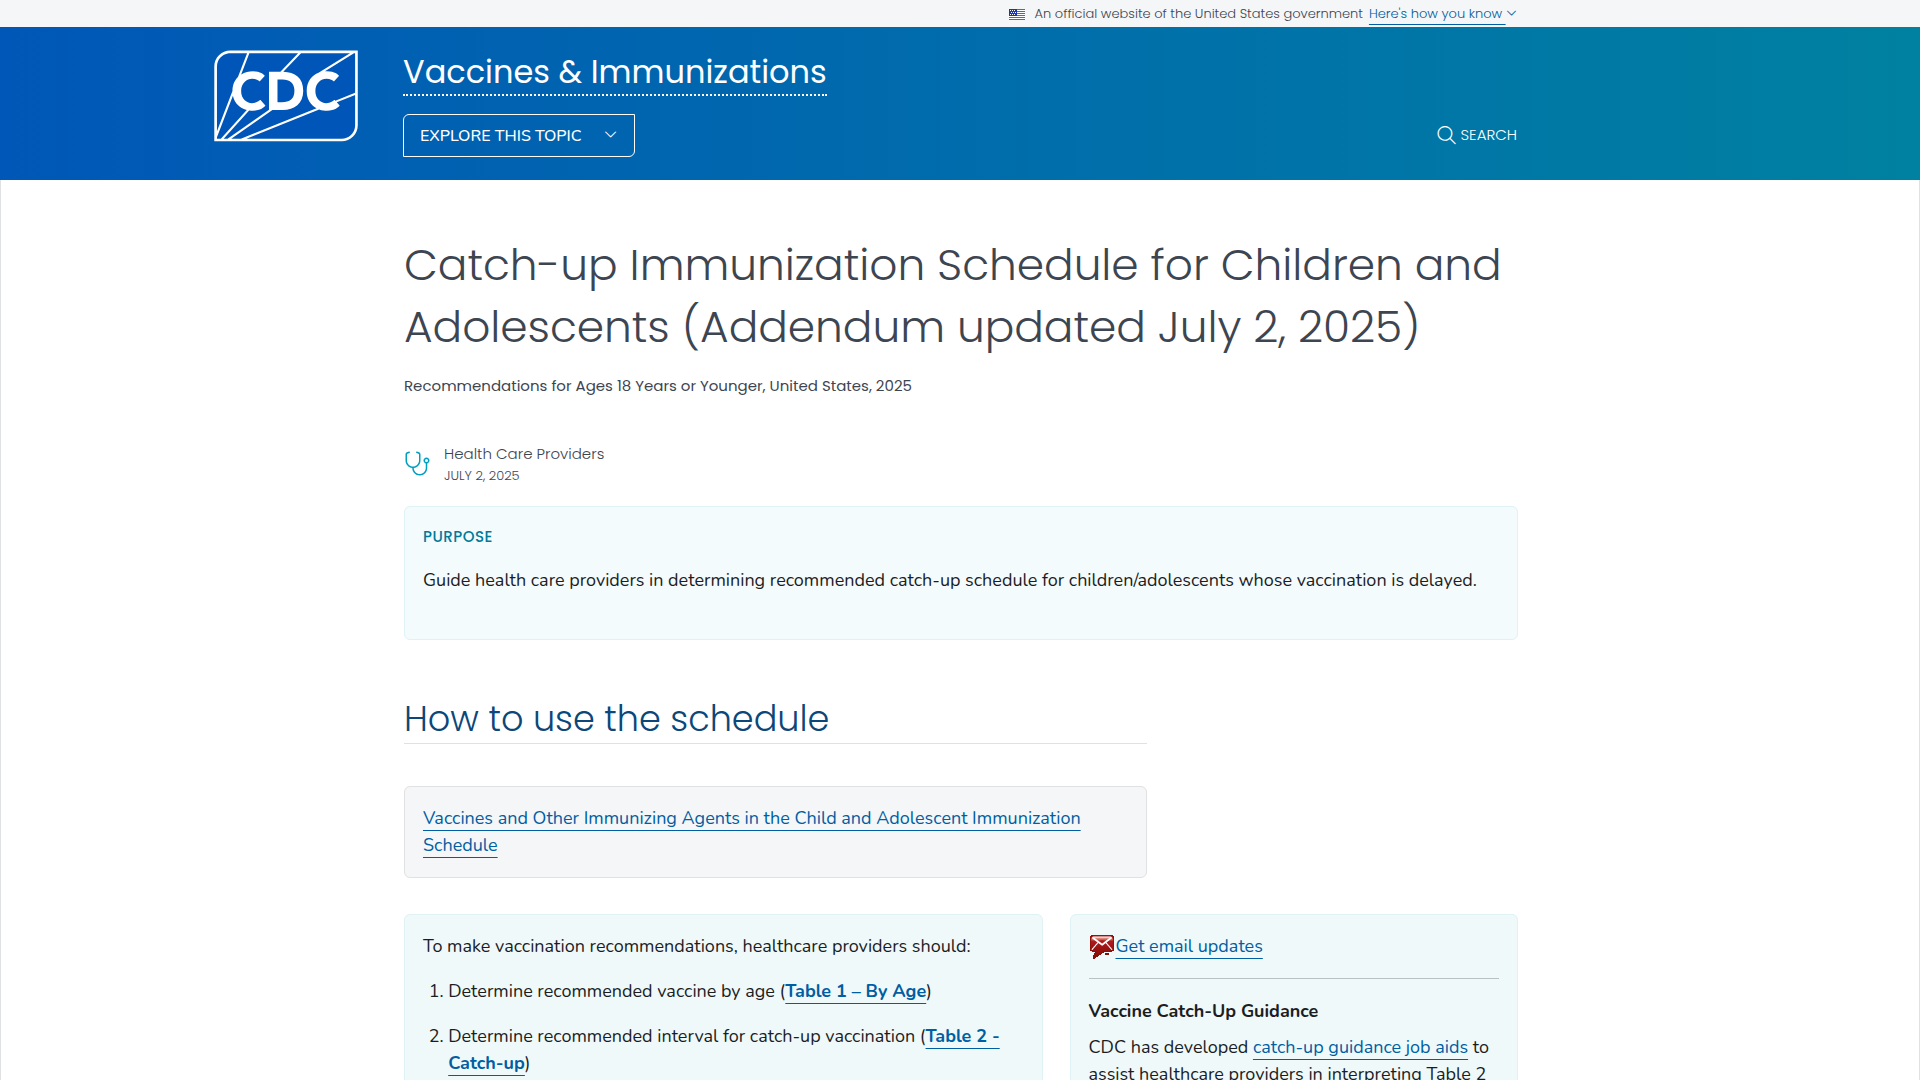 An official website of the United States government Here's how you know
CDC
Vaccines & Immunizations
EXPLORE THIS TOPIC
SEARCH
Catch-up Immunization Schedule for Children and
Adolescents (Addendum updated July 2, 2025)
Recommendations for Ages 18 Years or Younger, United States, 2025
Health Care Providers
JULY 2, 2025
PURPOSE
Guide health care providers in determining recommended catch-up schedule for children/adolescents whose vaccination is delayed.
How to use the schedule
Vaccines and Other Immunizing Agents in the Child and Adolescent Immunization
Schedule
To make vaccination recommendations, healthcare providers should:
1. Determine recommended vaccine by age (Table 1 – By Age)
2. Determine recommended interval for catch-up vaccination (Table 2 -
Catch-up)
Get email updates
Vaccine Catch-Up Guidance
CDC has developed catch-up guidance job aids to
assist healthcare providers in interpreting Table 2